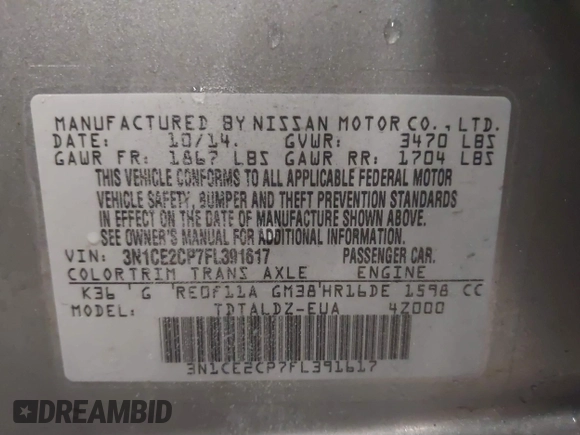 MANUFACTURED BY NISSAN MOTOR CO., LTD.
DATE: 10/14. GVWR: 3470 LBS
GAWR FR: 1867 LBS GAWR RR: 1704 LBS
THIS VEHICLE CONFORMS TO ALL APPLICABLE FEDERAL MOTOR
VEHICLE SAFETY, BUMPER AND THEFT PREVENTION STANDARDS
IN EFFECT ON THE DATE OF MANUFACTURE SHOWN ABOVE.
SEE OWNER'S MANUAL FOR ADDITIONAL INFORMATION.
VIN: 3N1CE2CP7FL391617 PASSENGER CAR.
COLORTRIM TRANS AXLE ENGINE
K36 'G 'RE0F11A GM38'HR16DE 1598 CC
MODEL: TDTALDZ-EUA 4Z000
3N1CE2CP7FL391617
DREAMBID